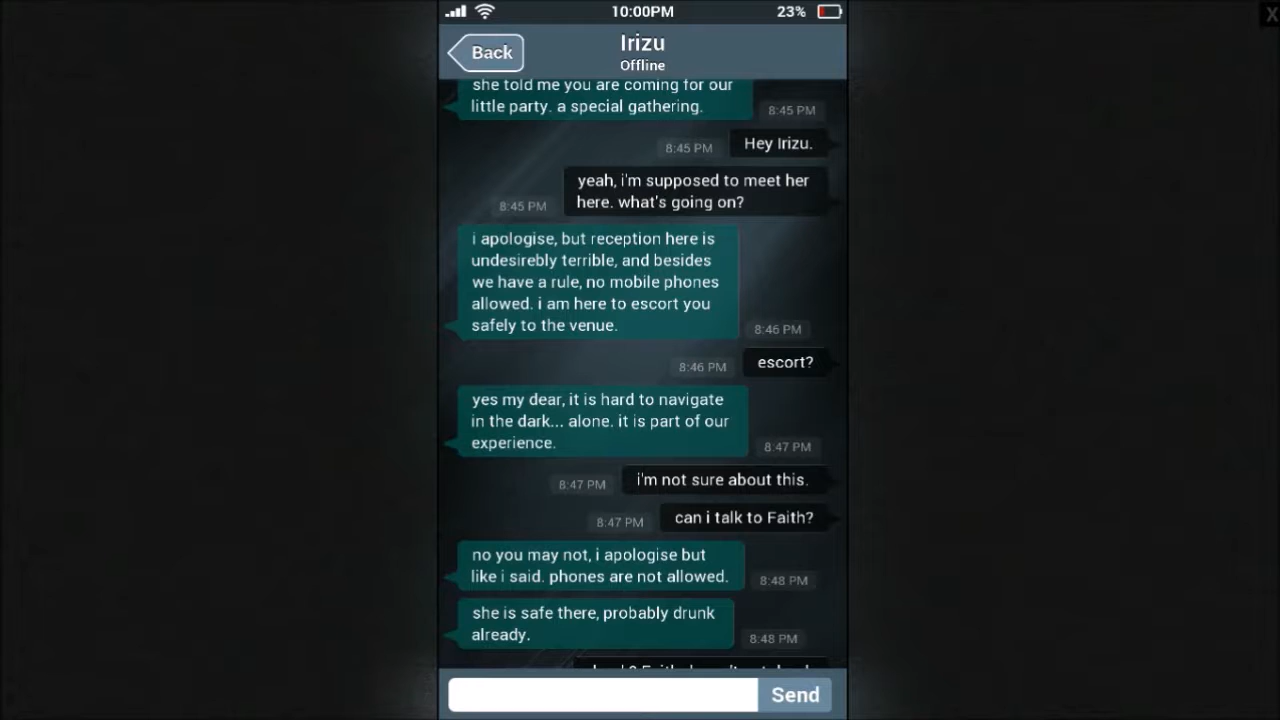 10:00PM
23%
X
Back
Irizu
Offline
she told me you are coming for our
little party. a special gathering.
8:45 PM
Hey Irizu.
8:45 PM
yeah, i'm supposed to meet her
here. what's going on?
8:45 PM
i apologise, but reception here is
undesirebly terrible, and besides
we have a rule, no mobile phones
allowed. i am here to escort you
safely to the venue.
8:46 PM
escort?
8:46 PM
yes my dear, it is hard to navigate
in the dark... alone. it is part of our
experience.
8:47 PM
i'm not sure about this.
8:47 PM
can i talk to Faith?
8:47 PM
no you may not, i apologise but
like i said. phones are not allowed.
8:48 PM
she is safe there, probably drunk
already.
8:48 PM
Send